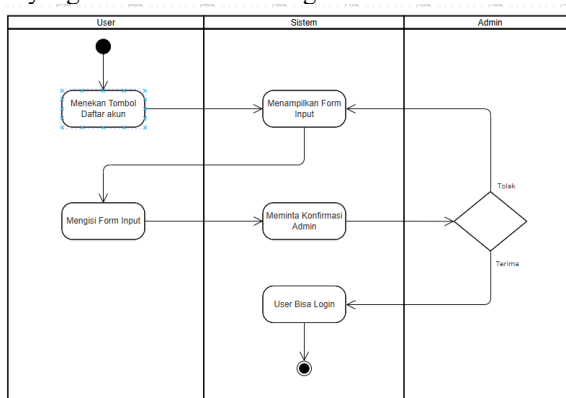 User
Sistem
Admin
Menekan Tombol
Daftar akun
Menampilkan Form
Input
Tolak
Mengisi Form Input
Meminta Konfirmasi
Admin
Terima
User Bisa Login